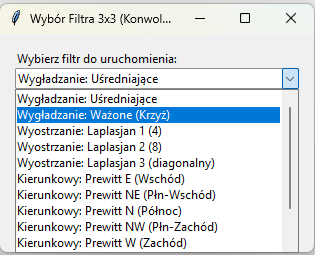 Wybór Filtra 3x3 (Konwol...
Wybierz filtr do uruchomienia:
Wygładzanie: Uśredniające
Wygładzanie: Uśredniające
Wygładzanie: Ważone (Krzyż)
Wyostrzanie: Laplasjan 1 (4)
Wyostrzanie: Laplasjan 2 (8)
Wyostrzanie: Laplasjan 3 (diagonalny)
Kierunkowy: Prewitt E (Wschód)
Kierunkowy: Prewitt NE (Płn-Wschód)
Kierunkowy: Prewitt N (Północ)
Kierunkowy: Prewitt NW (Płn-Zachód)
Kierunkowy: Prewitt W (Zachód)